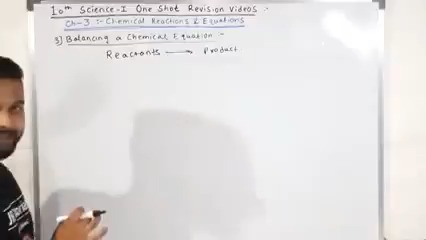 10th Science-I One Shot Revision Videos :-
Ch-3 :- Chemical Reactions & Equations
3) Balancing a Chemical Equation :-
Reactants → Product